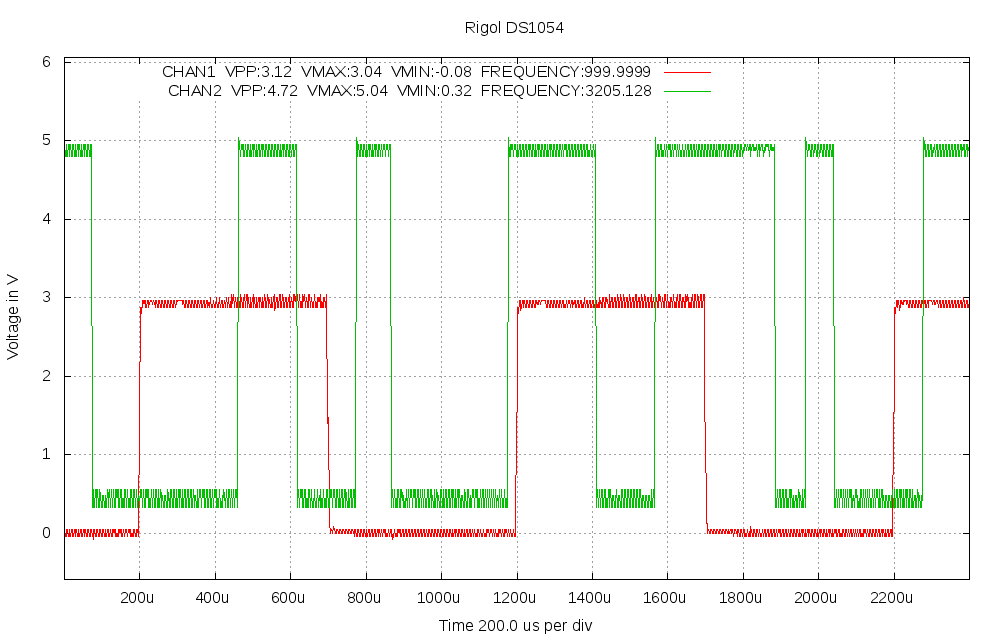 Rigol DS1054
CHAN1 VPP:3.12 VMAX:3.04 VMIN:-0.08 FREQUENCY:999.9999
CHAN2 VPP:4.72 VMAX:5.04 VMIN:0.32 FREQUENCY:3205.128
6
5
4
3
2
1
0
Voltage in V
200u 400u 600u 800u 1000u 1200u 1400u 1600u 1800u 2000u 2200u
Time 200.0 us per div